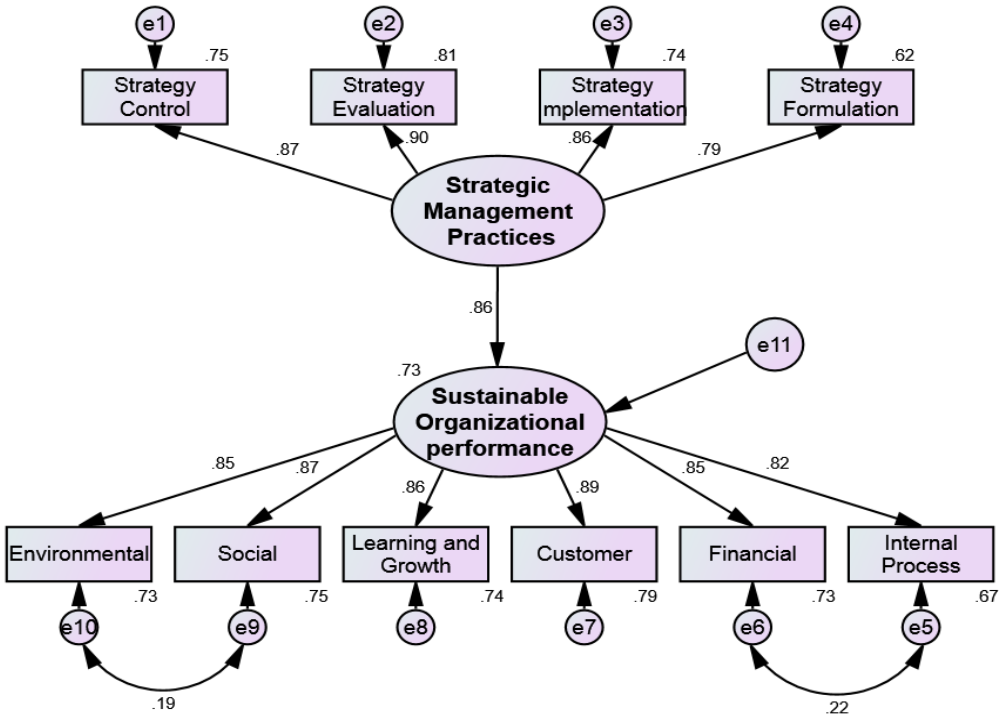 e1
e2
e3
e4
.75
.81
.74
.62
Strategy
Control
Strategy
Evaluation
Strategy
mplementation
Strategy
Formulation
.87
.90
.86
.79
Strategic
Management
Practices
.86
e11
.73
Sustainable
Organizational
performance
.85
.87
.86
.89
.85
.82
Environmental
Social
Learning and
Growth
Customer
Financial
Internal
Process
.73
.75
.74
.79
.73
.67
e10
e9
e8
e7
e6
e5
.19
.22